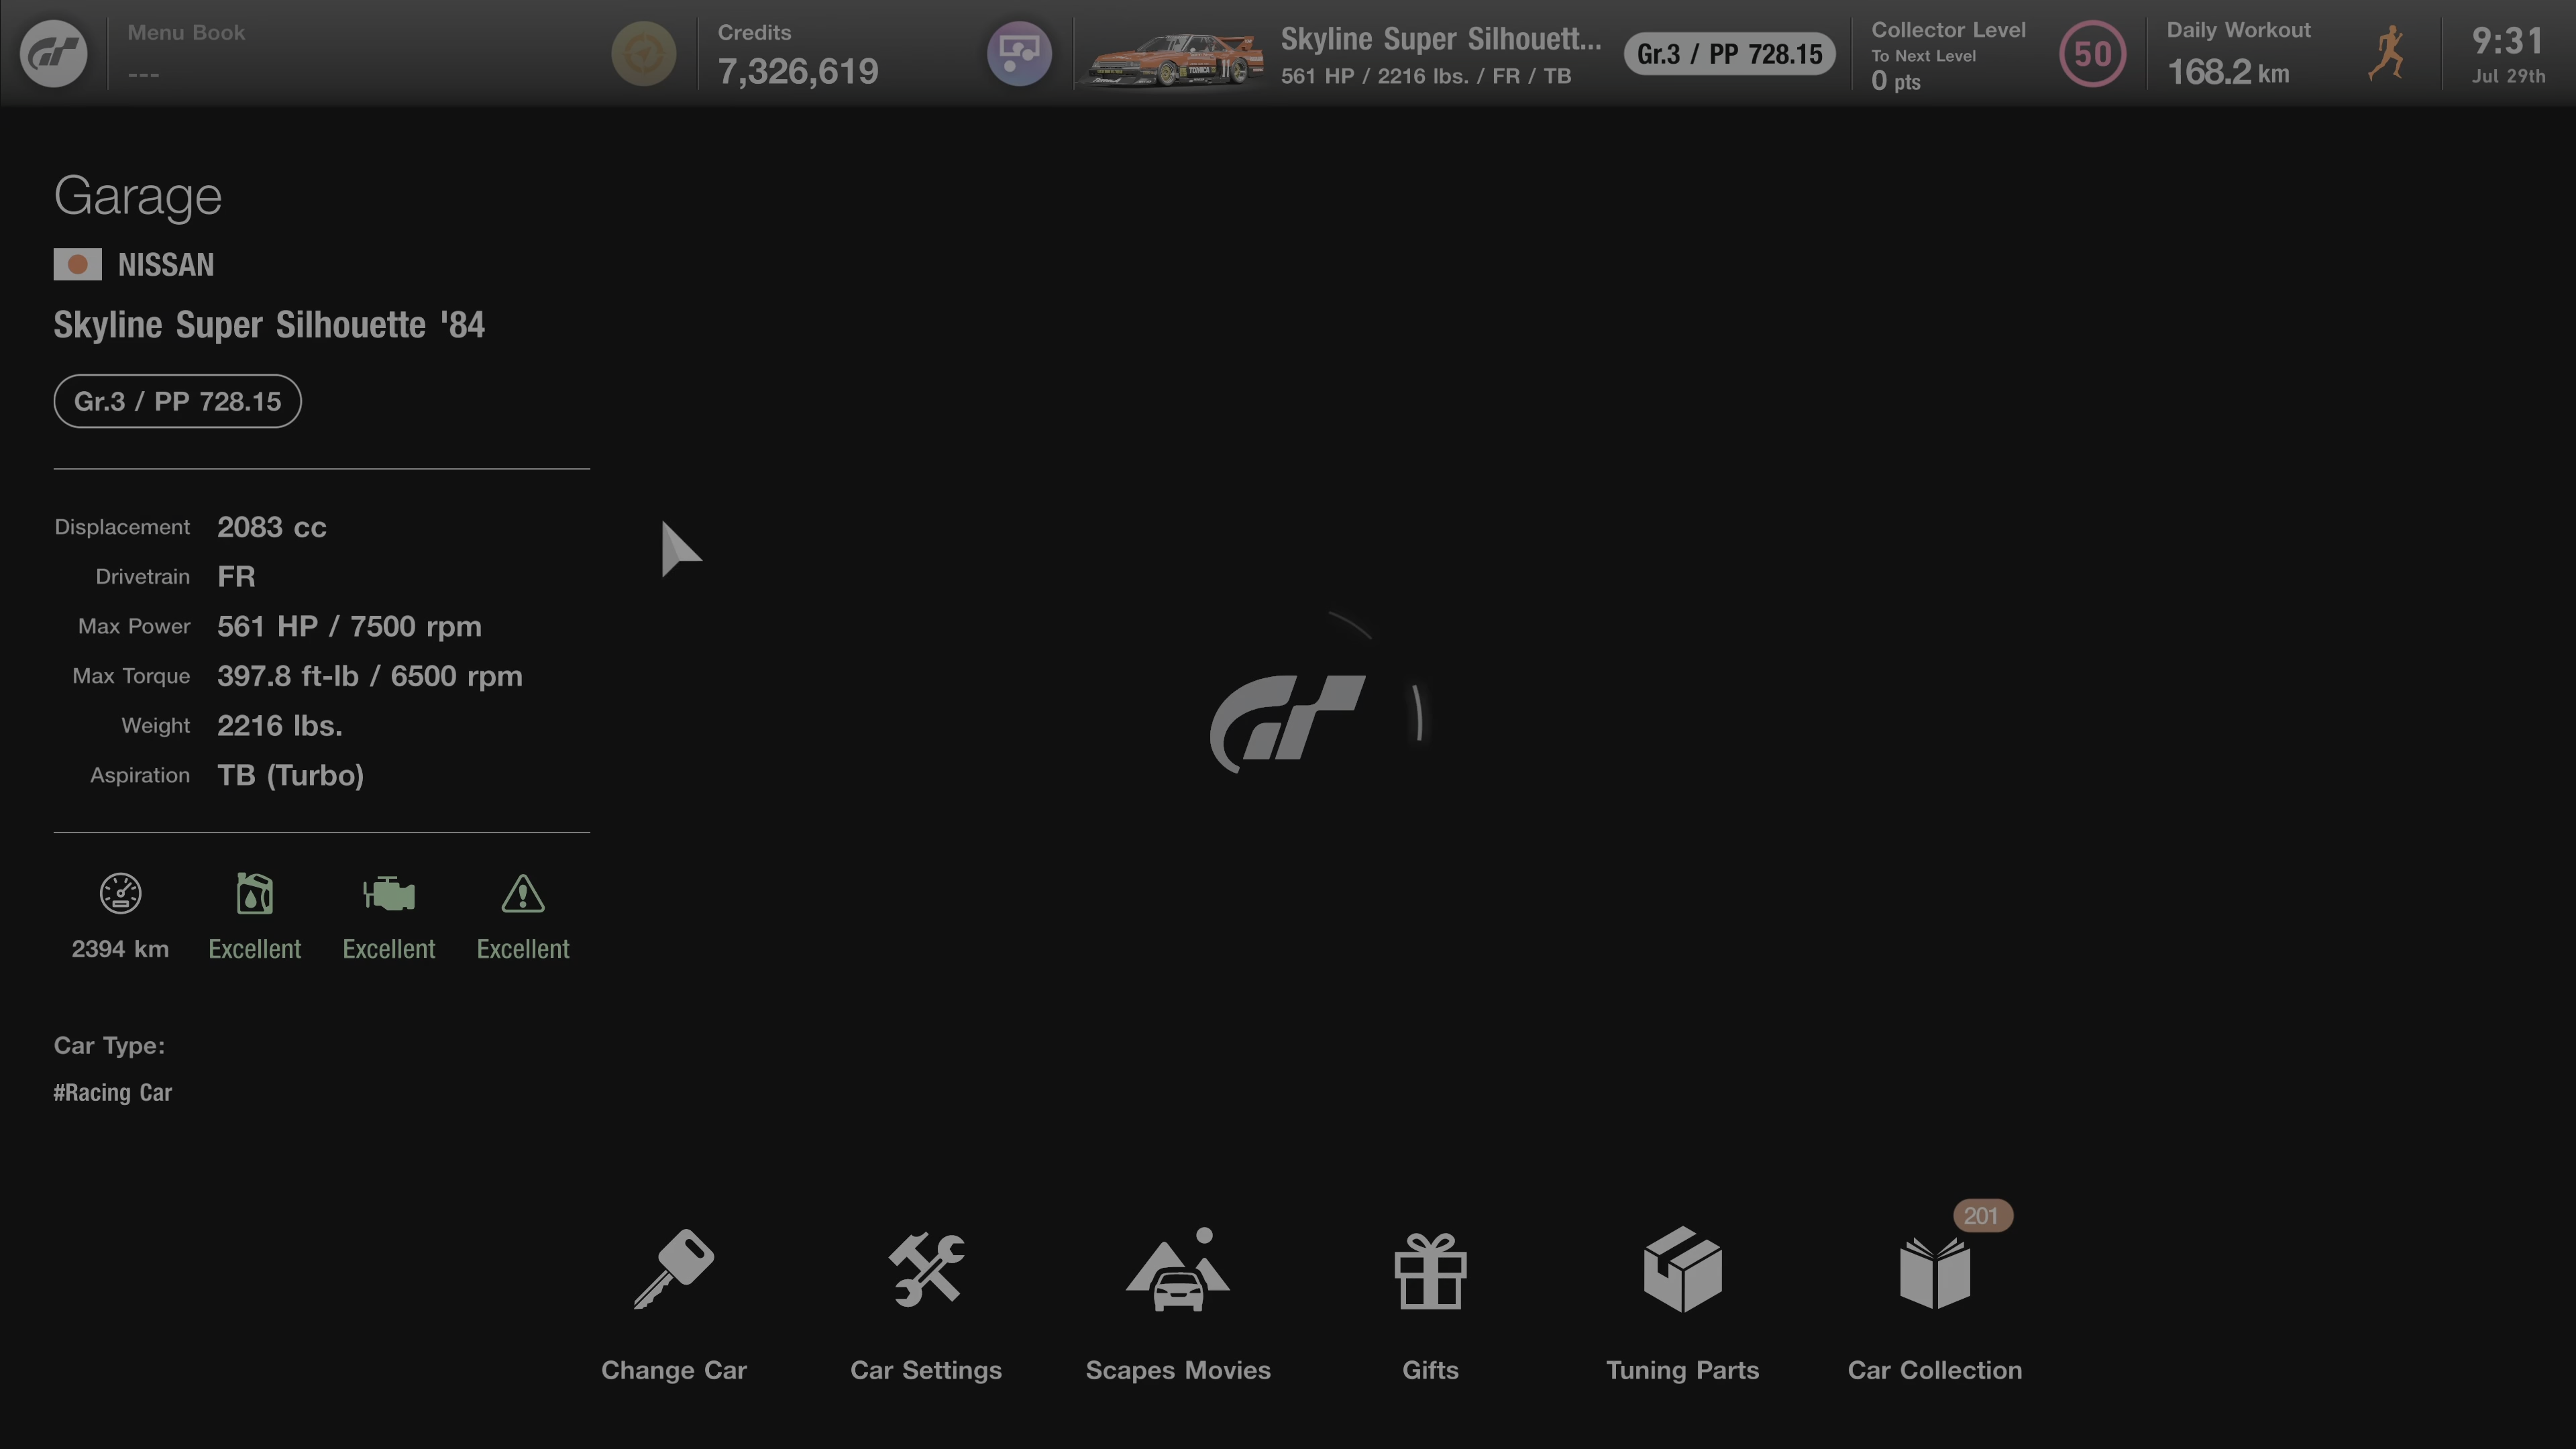 Menu Book
---
Credits
7,326,619
Skyline Super Silhouett...
561 HP / 2216 lbs. / FR / TB
Gr.3 / PP 728.15
Collector Level
To Next Level
0 pts
50
Daily Workout
168.2 km
9:31
Jul 29th
Garage
NISSAN
Skyline Super Silhouette '84
Gr.3 / PP 728.15
Displacement 2083 cc
Drivetrain FR
Max Power 561 HP / 7500 rpm
Max Torque 397.8 ft-lb / 6500 rpm
Weight 2216 lbs.
Aspiration TB (Turbo)
2394 km Excellent Excellent Excellent
Car Type:
#Racing Car
201
Change Car Car Settings Scapes Movies Gifts Tuning Parts Car Collection